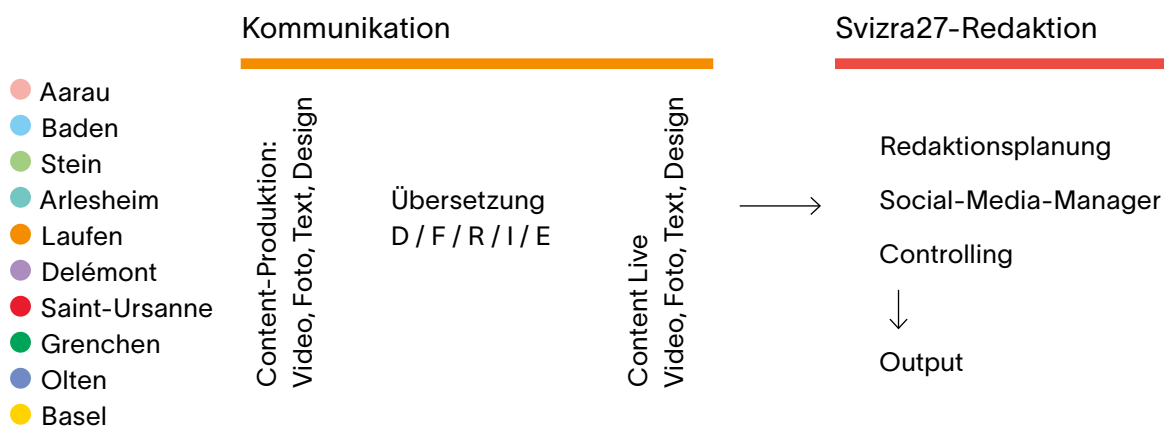 Kommunikation
Svizra27-Redaktion
Aarau
Baden
Stein
Arlesheim
Laufen
Delémont
Saint-Ursanne
Grenchen
Olten
Basel
Content-Produktion:
Video, Foto, Text, Design
Übersetzung
D / F / R / I / E
Content Live
Video, Foto, Text, Design
Redaktionsplanung
Social-Media-Manager
Controlling
Output